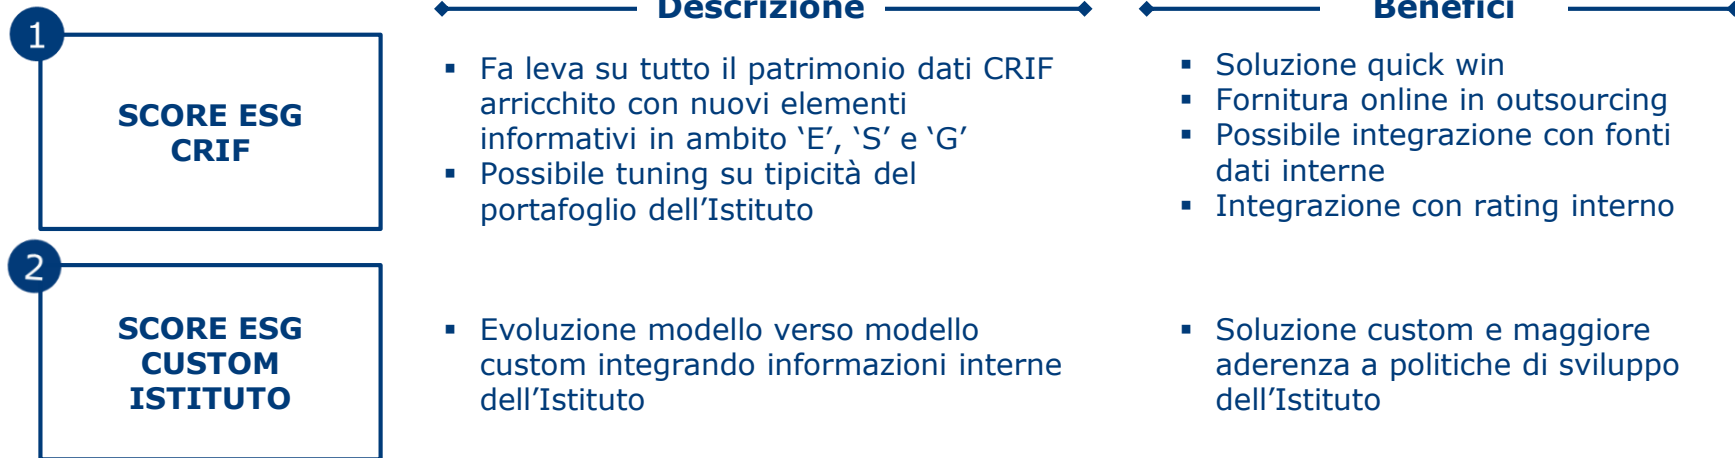 Descrizione
Benefici
1
SCORE ESG
CRIF
▪ Fa leva su tutto il patrimonio dati CRIF
arricchito con nuovi elementi
informativi in ambito ‘E’, ‘S’ e ‘G’
▪ Possibile tuning su tipicità del
portafoglio dell’Istituto
▪ Soluzione quick win
▪ Fornitura online in outsourcing
▪ Possibile integrazione con fonti
dati interne
▪ Integrazione con rating interno
2
SCORE ESG
CUSTOM
ISTITUTO
▪ Evoluzione modello verso modello
custom integrando informazioni interne
dell’Istituto
▪ Soluzione custom e maggiore
aderenza a politiche di sviluppo
dell’Istituto